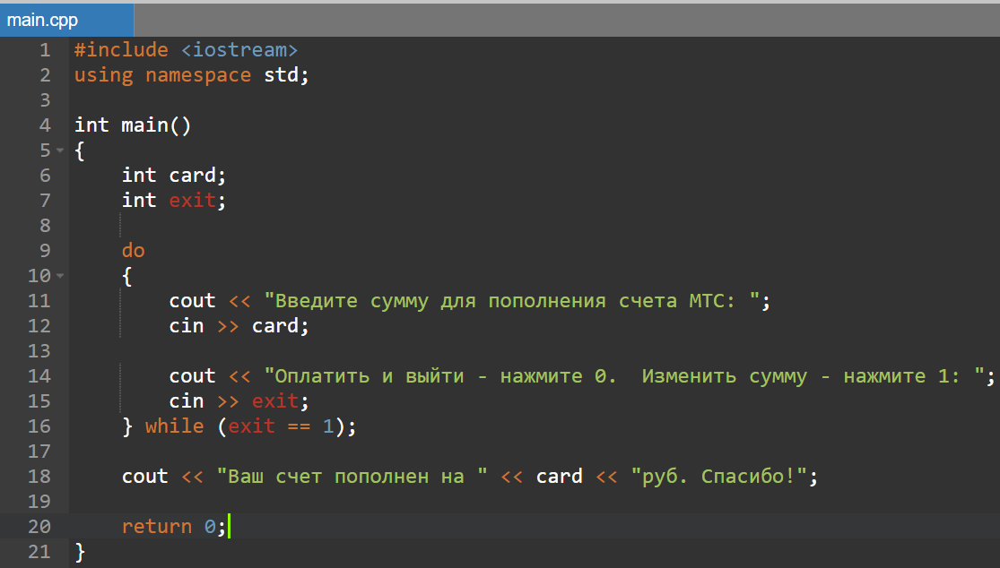 main.cpp
1 #include <iostream>
2 using namespace std;
3
4 int main()
5 {
6 int card;
7 int exit;
8
9 do
10 {
11 cout << "Введите сумму для пополнения счета МТС: ";
12 cin >> card;
13
14 cout << "Оплатить и выйти - нажмите 0.  Изменить сумму - нажмите 1: ";
15 cin >> exit;
16 } while (exit == 1);
17
18 cout << "Ваш счет пополнен на " << card << "руб. Спасибо!";
19
20 return 0;
21 }